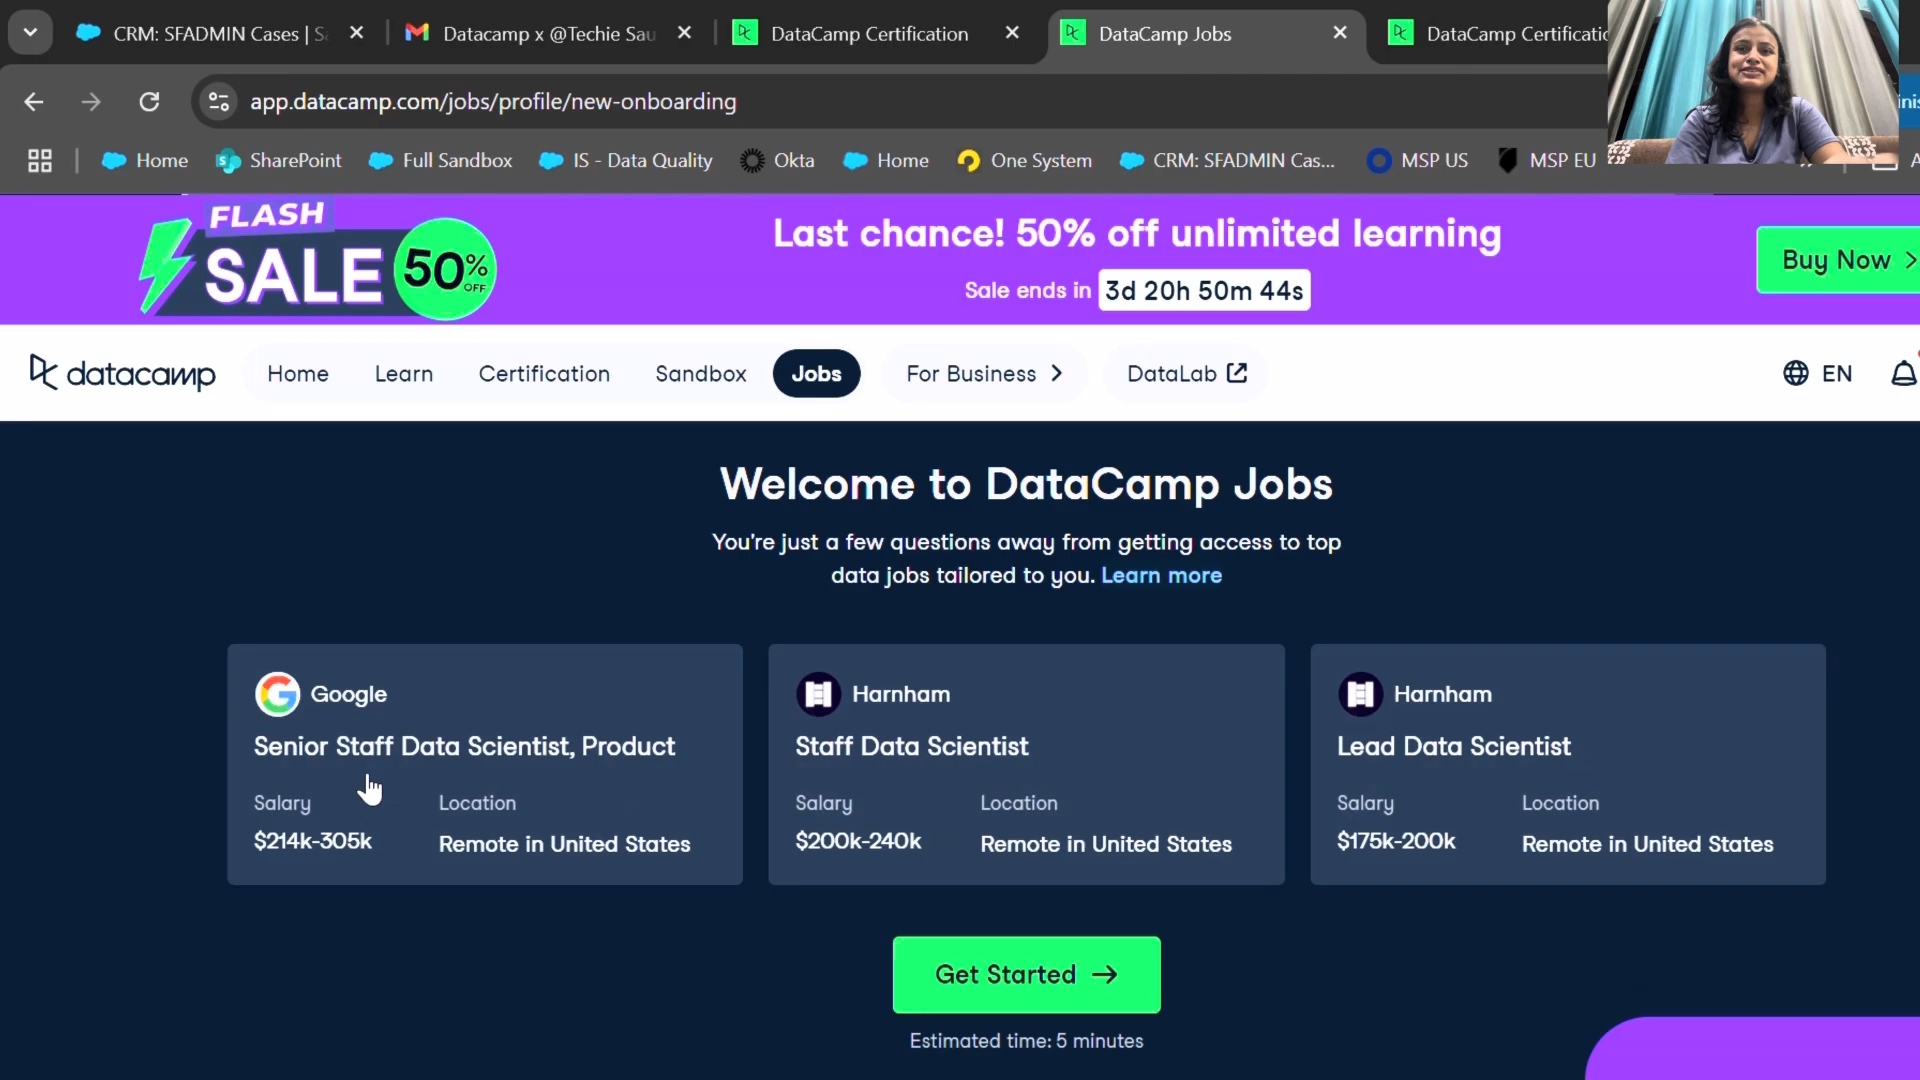 CRM: SFADMIN Cases | Sa
Datacamp x @Techie Sau
DataCamp Certification
DataCamp Jobs
DataCamp Certificatio
app.datacamp.com/jobs/profile/new-onboarding
Home
SharePoint
Full Sandbox
IS - Data Quality
Okta
Home
One System
CRM: SFADMIN Cas...
MSP US
MSP EU
FLASH
SALE
50%
OFF
Last chance! 50% off unlimited learning
Sale ends in 3d 20h 50m 44s
Buy Now
datacamp
Home
Learn
Certification
Sandbox
Jobs
For Business
DataLab
EN
Welcome to DataCamp Jobs
You're just a few questions away from getting access to top
data jobs tailored to you. Learn more
Google
Senior Staff Data Scientist, Product
Salary
Location
$214k-305k
Remote in United States
Harnham
Staff Data Scientist
Salary
Location
$200k-240k
Remote in United States
Harnham
Lead Data Scientist
Salary
Location
$175k-200k
Remote in United States
Get Started
Estimated time: 5 minutes